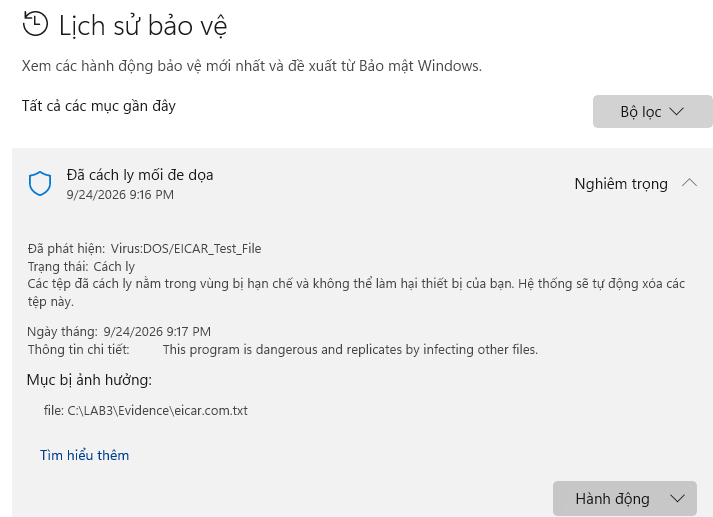 Lịch sử bảo vệ
Xem các hành động bảo vệ mới nhất và đề xuất từ Bảo mật Windows.
Tất cả các mục gần đây
Bộ lọc
Đã cách ly mối đe dọa
9/24/2026 9:16 PM
Nghiêm trọng
Đã phát hiện: Virus:DOS/EICAR_Test_File
Trạng thái: Cách ly
Các tệp đã cách ly nằm trong vùng bị hạn chế và không thể làm hại thiết bị của bạn. Hệ thống sẽ tự động xóa các
tệp này.
Ngày tháng: 9/24/2026 9:17 PM
Thông tin chi tiết: This program is dangerous and replicates by infecting other files.
Mục bị ảnh hưởng:
file: C:\LAB3\Evidence\eicar.com.txt
Tìm hiểu thêm
Hành động